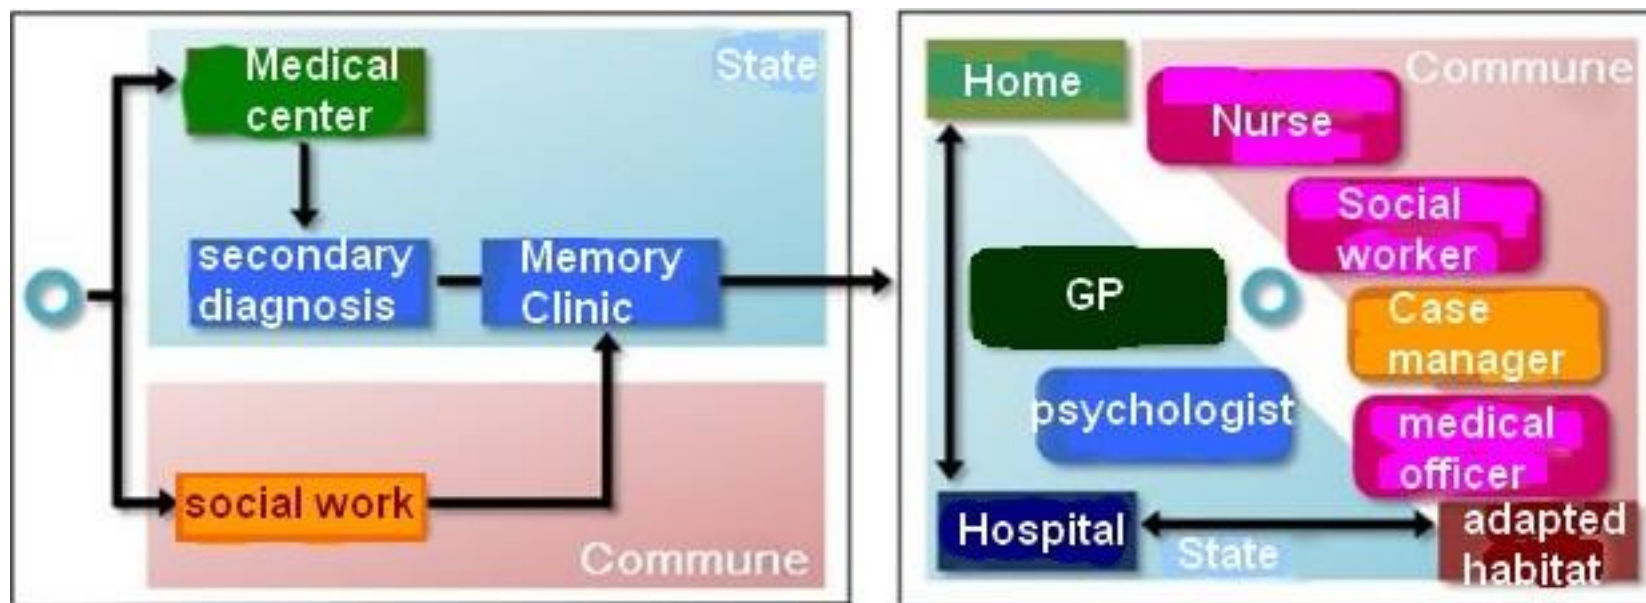 Medical
center
State
secondary
diagnosis
Memory
Clinic
social work
Commune
Home
Commune
Nurse
Social
worker
GP
Case
manager
psychologist
medical
officer
Hospital
State
adapted
habitat